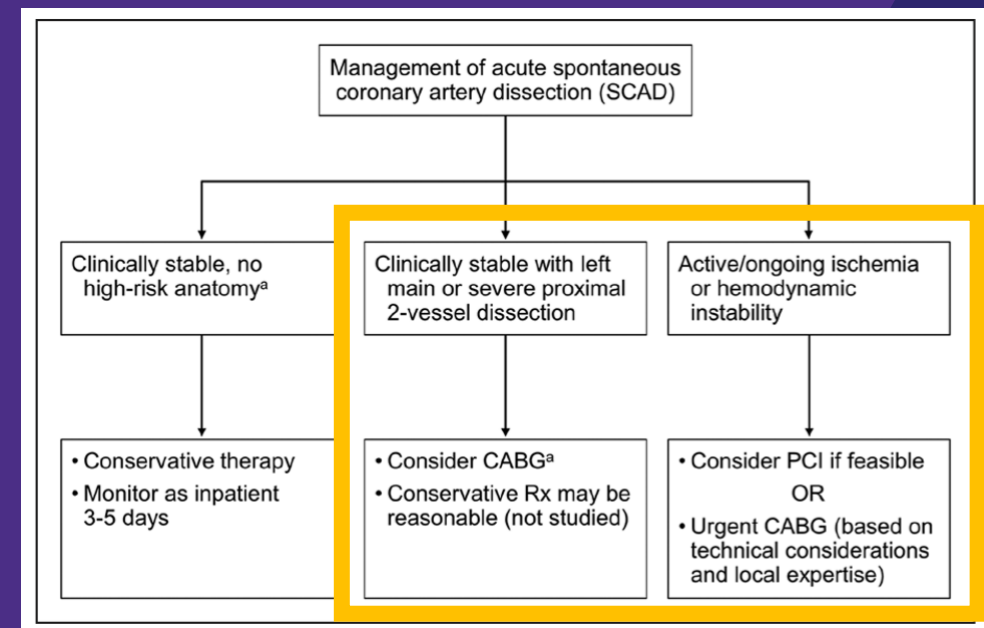 Management of acute spontaneous
coronary artery dissection (SCAD)
Clinically stable, no
high-risk anatomyᵃ
Clinically stable with left
main or severe proximal
2-vessel dissection
Active/ongoing ischemia
or hemodynamic
instability
• Conservative therapy
• Monitor as inpatient
3-5 days
• Consider CABGᵃ
• Conservative Rx may be
reasonable (not studied)
• Consider PCI if feasible
OR
• Urgent CABG (based on
technical considerations
and local expertise)